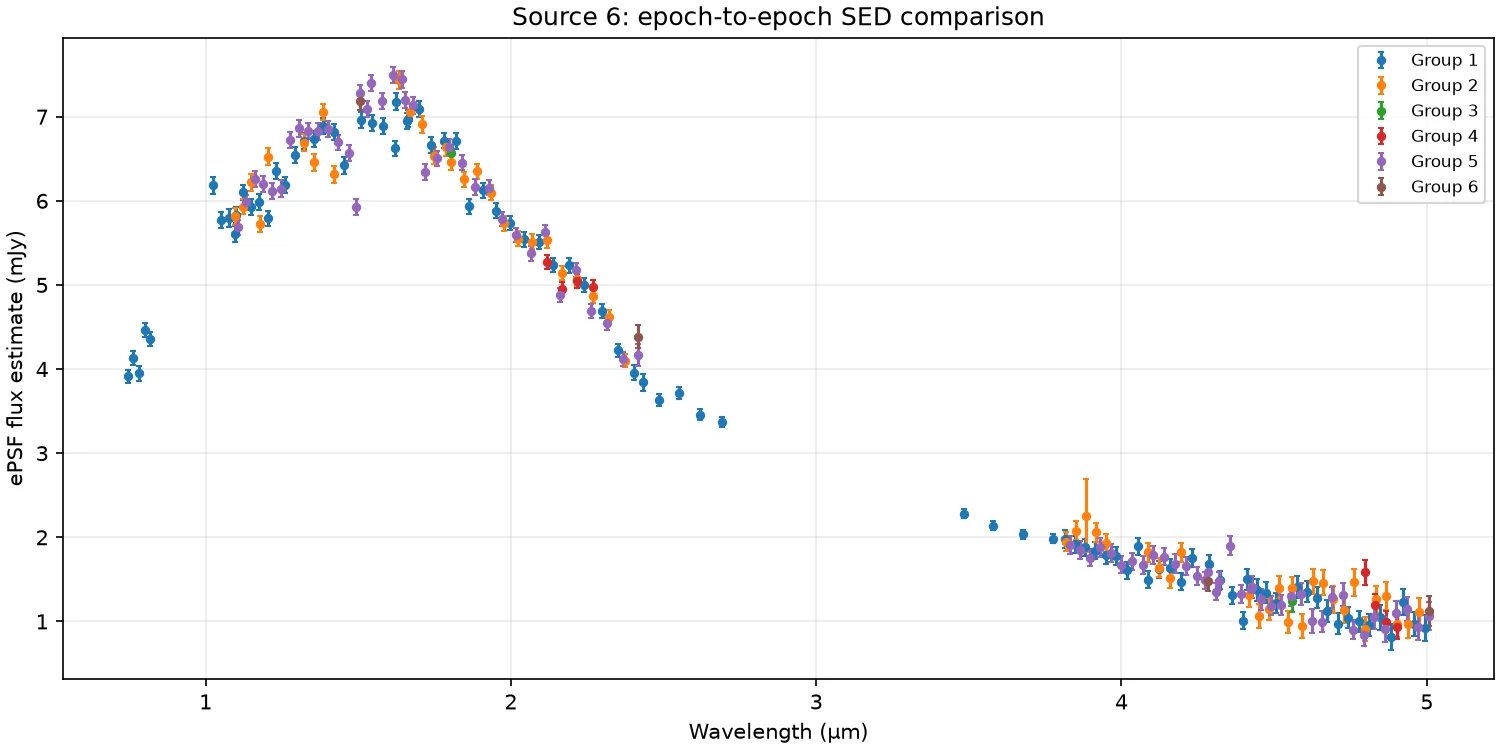 Source 6: epoch-to-epoch SED comparison
ePSF flux estimate (mJy)
7
6
5
4
3
2
1
Group 1
Group 2
Group 3
Group 4
Group 5
Group 6
1 2 3 4 5
Wavelength (μm)